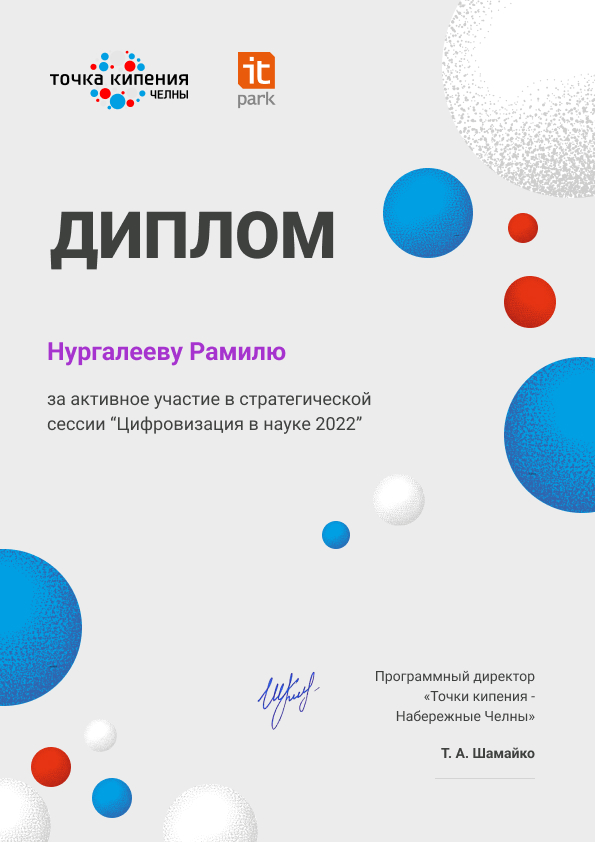 точка кипения
ЧЕЛНЫ
it
park
ДИПЛОМ
Нургалееву Рамилю
за активное участие в стратегической
сессии “Цифровизация в науке 2022”
Программный директор
«Точки кипения -
Набережные Челны»
Т. А. Шамайко